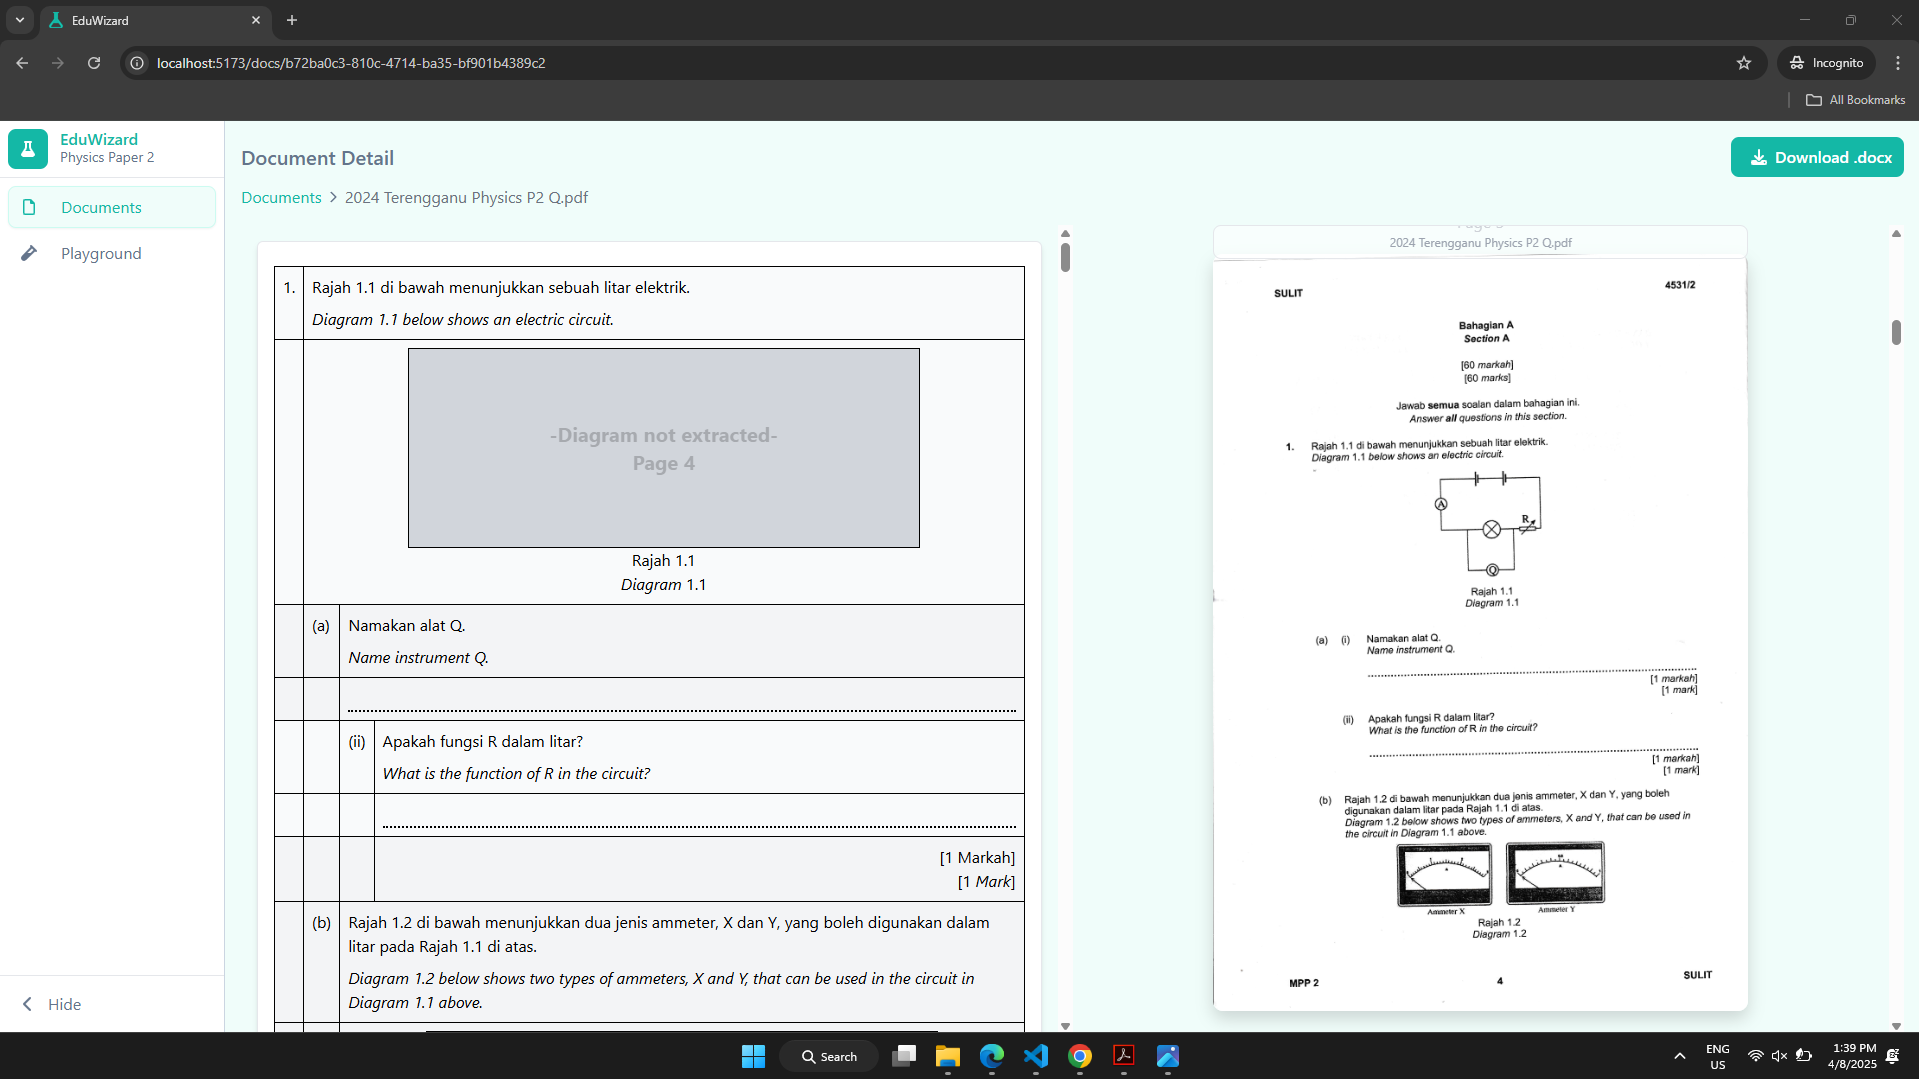 EduWizard
localhost:5173/docs/b72ba0c3-810c-4714-ba35-bf901b4389c2
Incognito
All Bookmarks
EduWizard
Physics Paper 2
Documents
Playground
Hide
Document Detail
Download .docx
Documents > 2024 Terengganu Physics P2 Q.pdf
1. Rajah 1.1 di bawah menunjukkan sebuah litar elektrik.
Diagram 1.1 below shows an electric circuit.
-Diagram not extracted-
Page 4
Rajah 1.1
Diagram 1.1
(a) Namakan alat Q.
Name instrument Q.
(ii) Apakah fungsi R dalam litar?
What is the function of R in the circuit?
[1 Markah]
[1 Mark]
(b) Rajah 1.2 di bawah menunjukkan dua jenis ammeter, X dan Y, yang boleh digunakan dalam
litar pada Rajah 1.1 di atas.
Diagram 1.2 below shows two types of ammeters, X and Y, that can be used in the circuit in
Diagram 1.1 above.
2024 Terengganu Physics P2 Q.pdf
SULIT
4531/2
Bahagian A
Section A
[60 markah]
[60 marks]
Jawab semua soalan dalam bahagian ini.
Answer all questions in this section.
1. Rajah 1.1 di bawah menunjukkan sebuah litar elektrik.
Diagram 1.1 below shows an electric circuit.
A
R
Q
Rajah 1.1
Diagram 1.1
(a) (i) Namakan alat Q.
Name instrument Q.
[1 markah]
[1 mark]
(ii) Apakah fungsi R dalam litar?
What is the function of R in the circuit?
[1 markah]
[1 mark]
(b) Rajah 1.2 di bawah menunjukkan dua jenis ammeter, X dan Y, yang boleh
digunakan dalam litar pada Rajah 1.1 di atas.
Diagram 1.2 below shows two types of ammeters, X and Y, that can be used in
the circuit in Diagram 1.1 above.
Ammeter X
Ammeter Y
Rajah 1.2
Diagram 1.2
MPP 2
4
SULIT
Search
ENG
US
1:39 PM
4/8/2025